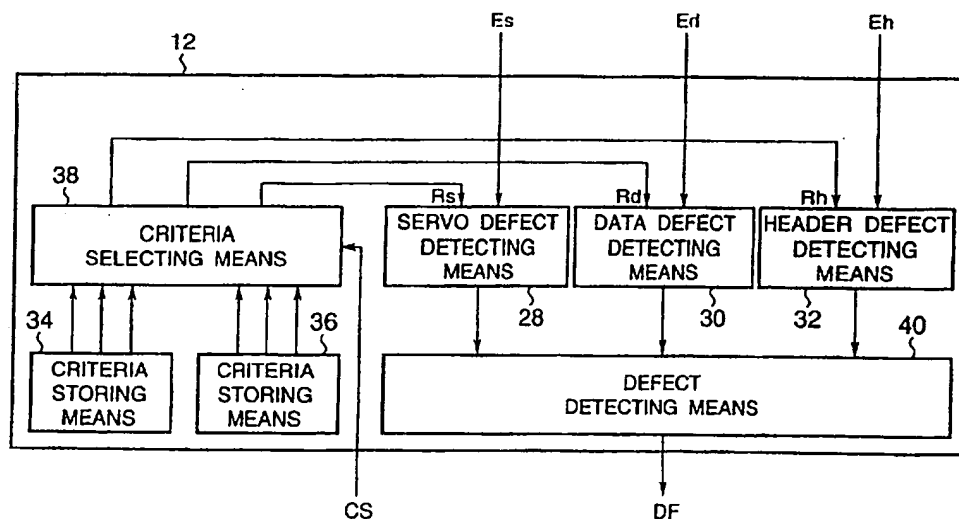 Es Ed Eh
12
38
Rs Rd Rh
CRITERIA
SELECTING MEANS
SERVO DEFECT
DETECTING
MEANS
DATA DEFECT
DETECTING
MEANS
HEADER DEFECT
DETECTING
MEANS
28
30
32
34
36
40
CRITERIA
STORING
MEANS
CRITERIA
STORING
MEANS
DEFECT
DETECTING MEANS
CS
DF